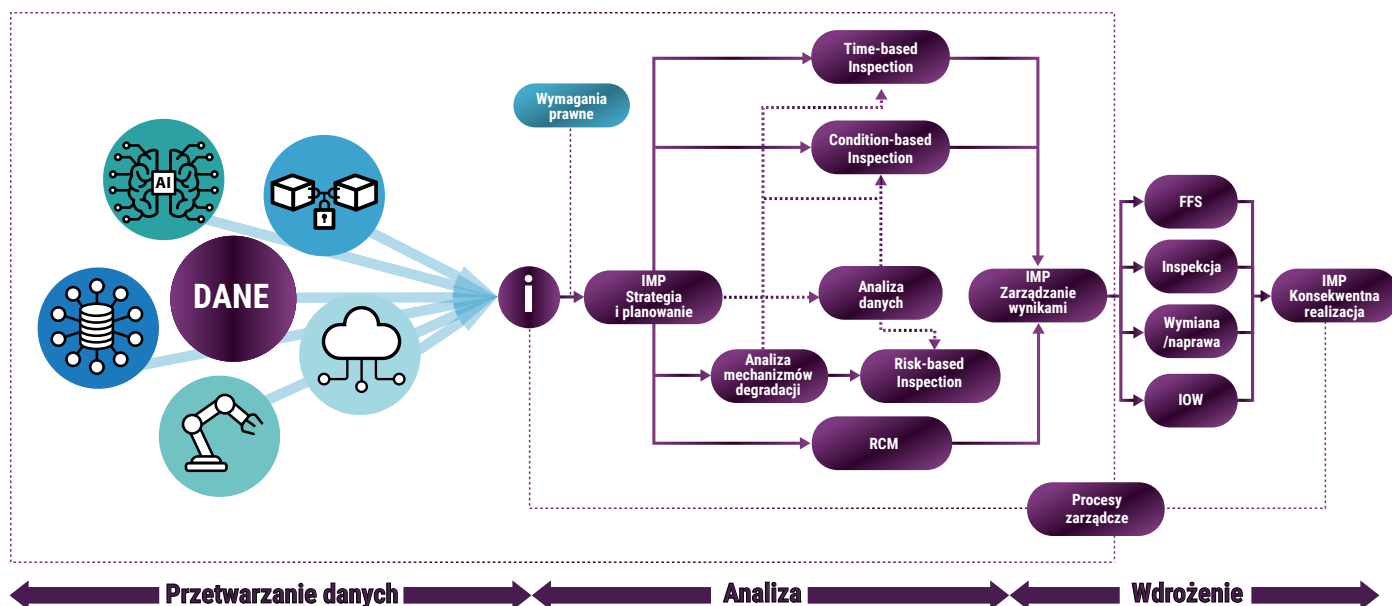 Time-based
Inspection
Wymagania
prawne
Condition-based
Inspection
AI
DANE
i
IMP
Strategia
i planowanie
Analiza
danych
Analiza
mechanizmów
degradacji
Risk-based
Inspection
RCM
IMP
Zarządzanie
wynikami
FFS
Inspekcja
Wymiana
/naprawa
IOW
IMP
Konsekwentna
realizacja
Procesy
zarządcze
Przetwarzanie danych
Analiza
Wdrożenie